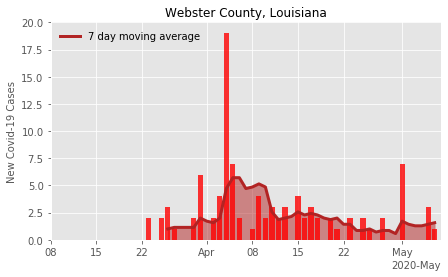 Webster County, Louisiana
7 day moving average
New Covid-19 Cases
20.0
17.5
15.0
12.5
10.0
7.5
5.0
2.5
0.0
08 15 22 Apr 08 15 22 May
2020-May